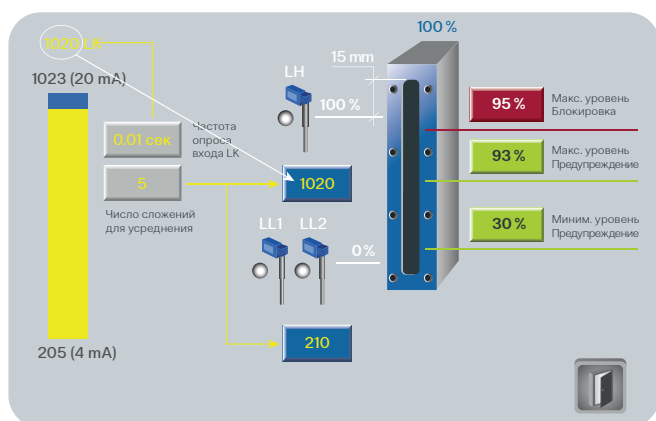 100 %
1020 LK
15 mm
1023 (20 mA)
LH
100 %
95 %
Макс. уровень
Блокировка
0.01 сек
Частота
опроса
входа LK
93 %
Макс. уровень
Предупреждение
5
1020
Число сложений
для усреднения
LL1 LL2
30 %
Миним. уровень
Предупреждение
0 %
210
205 (4 mA)